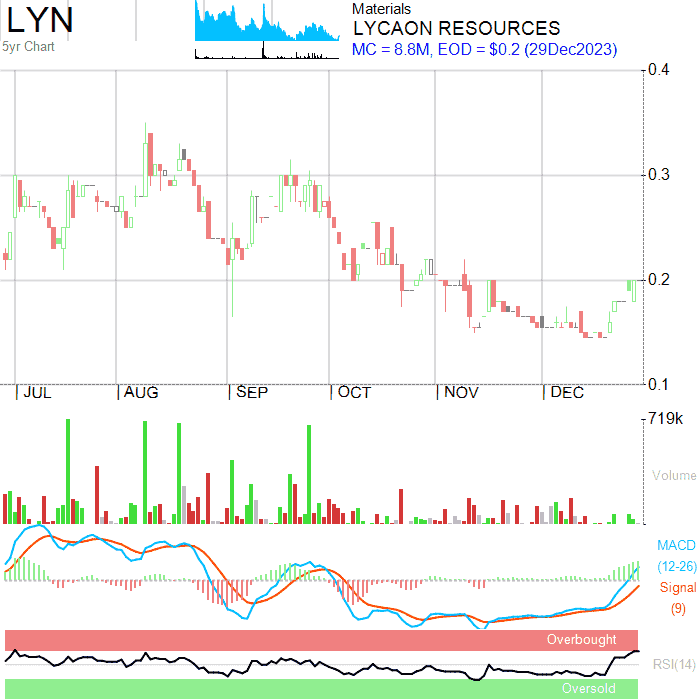 LYN
5yr Chart
Materials
LYCAON RESOURCES
MC = 8.8M, EOD = $0.2 (29Dec2023)
0.4
0.3
0.2
0.1
JUL AUG SEP OCT NOV DEC
719k
Volume
MACD
(12-26)
Signal
(9)
Overbought
RSI(14)
Oversold